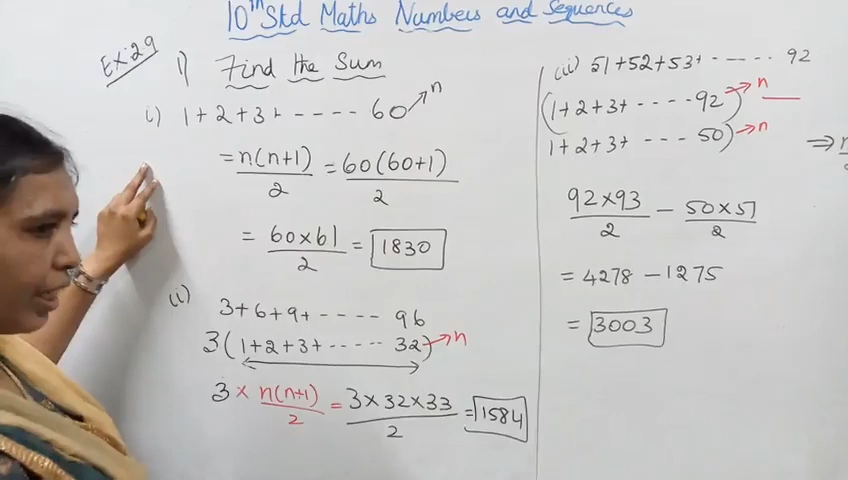 10th Std Maths Numbers and Sequences
Ex: 2.9
1) Find the Sum
i) 1+2+3+ ---- 60 → n
= n(n+1)/2 = 60(60+1)/2
= 60×61/2 = 1830
(ii) 3+6+9+ ---- 96
3(1+2+3+ ----- 32) → n
3 × n(n+1)/2 = 3×32×33/2 = 1584
(iii) 51+52+53+ ----- 92
(1+2+3+ ----- 92) → n —
1+2+3+ ---- 50) → n
⇒
92×93/2 − 50×51/2
= 4278 − 1275
= 3003